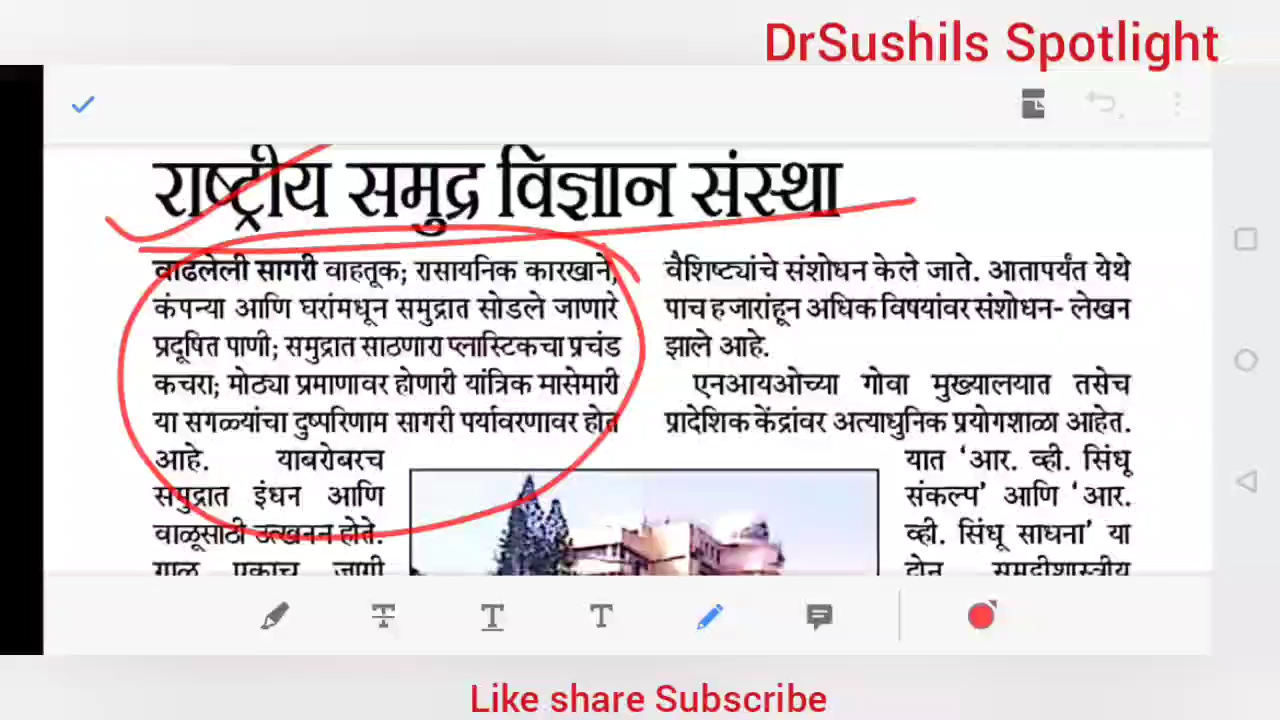 DrSushils Spotlight
राष्ट्रीय समुद्र विज्ञान संस्था
वाढलेली सागरी वाहतूक; रासायनिक कारखाने,
कंपन्या आणि घरांमधून समुद्रात सोडले जाणारे
प्रदूषित पाणी; समुद्रात साठणारा प्लास्टिकचा प्रचंड
कचरा; मोठ्या प्रमाणावर होणारी यांत्रिक मासेमारी
या सगळ्यांचा दुष्परिणाम सागरी पर्यावरणावर होत
आहे. याबरोबरच
समुद्रात इंधन आणि
वाळूसाठी उत्खनन होते.
गाळ एकाच जागी
वैशिष्ट्यांचे संशोधन केले जाते. आतापर्यंत येथे
पाच हजारांहून अधिक विषयांवर संशोधन- लेखन
झाले आहे.
एनआयओच्या गोवा मुख्यालयात तसेच
प्रादेशिक केंद्रांवर अत्याधुनिक प्रयोगशाळा आहेत.
यात ‘आर. व्ही. सिंधू
संकल्प’ आणि ‘आर.
व्ही. सिंधू साधना’ या
दोन समुद्रीशास्त्रीय
T
T
T
Like share Subscribe